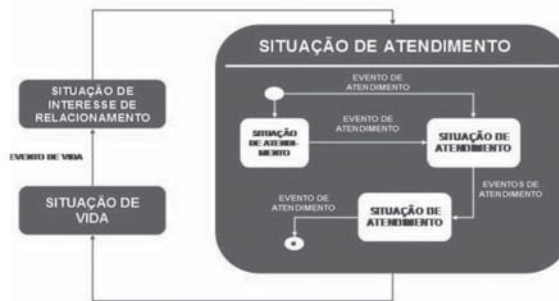 SITUAÇÃO DE ATENDIMENTO
SITUAÇÃO DE
INTERESSE DE
RELACIONAMENTO
EVENTO DE VIDA
SITUAÇÃO DE
VIDA
EVENTO DE
ATENDIMENTO
EVENTO DE
ATENDIMENTO
SITUAÇÃO
DE ATENDI-
MENTO
SITUAÇÃO DE
ATENDIMENTO
EVENTOS DE
ATENDIMENTO
EVENTO DE
ATENDIMENTO
SITUAÇÃO DE
ATENDIMENTO